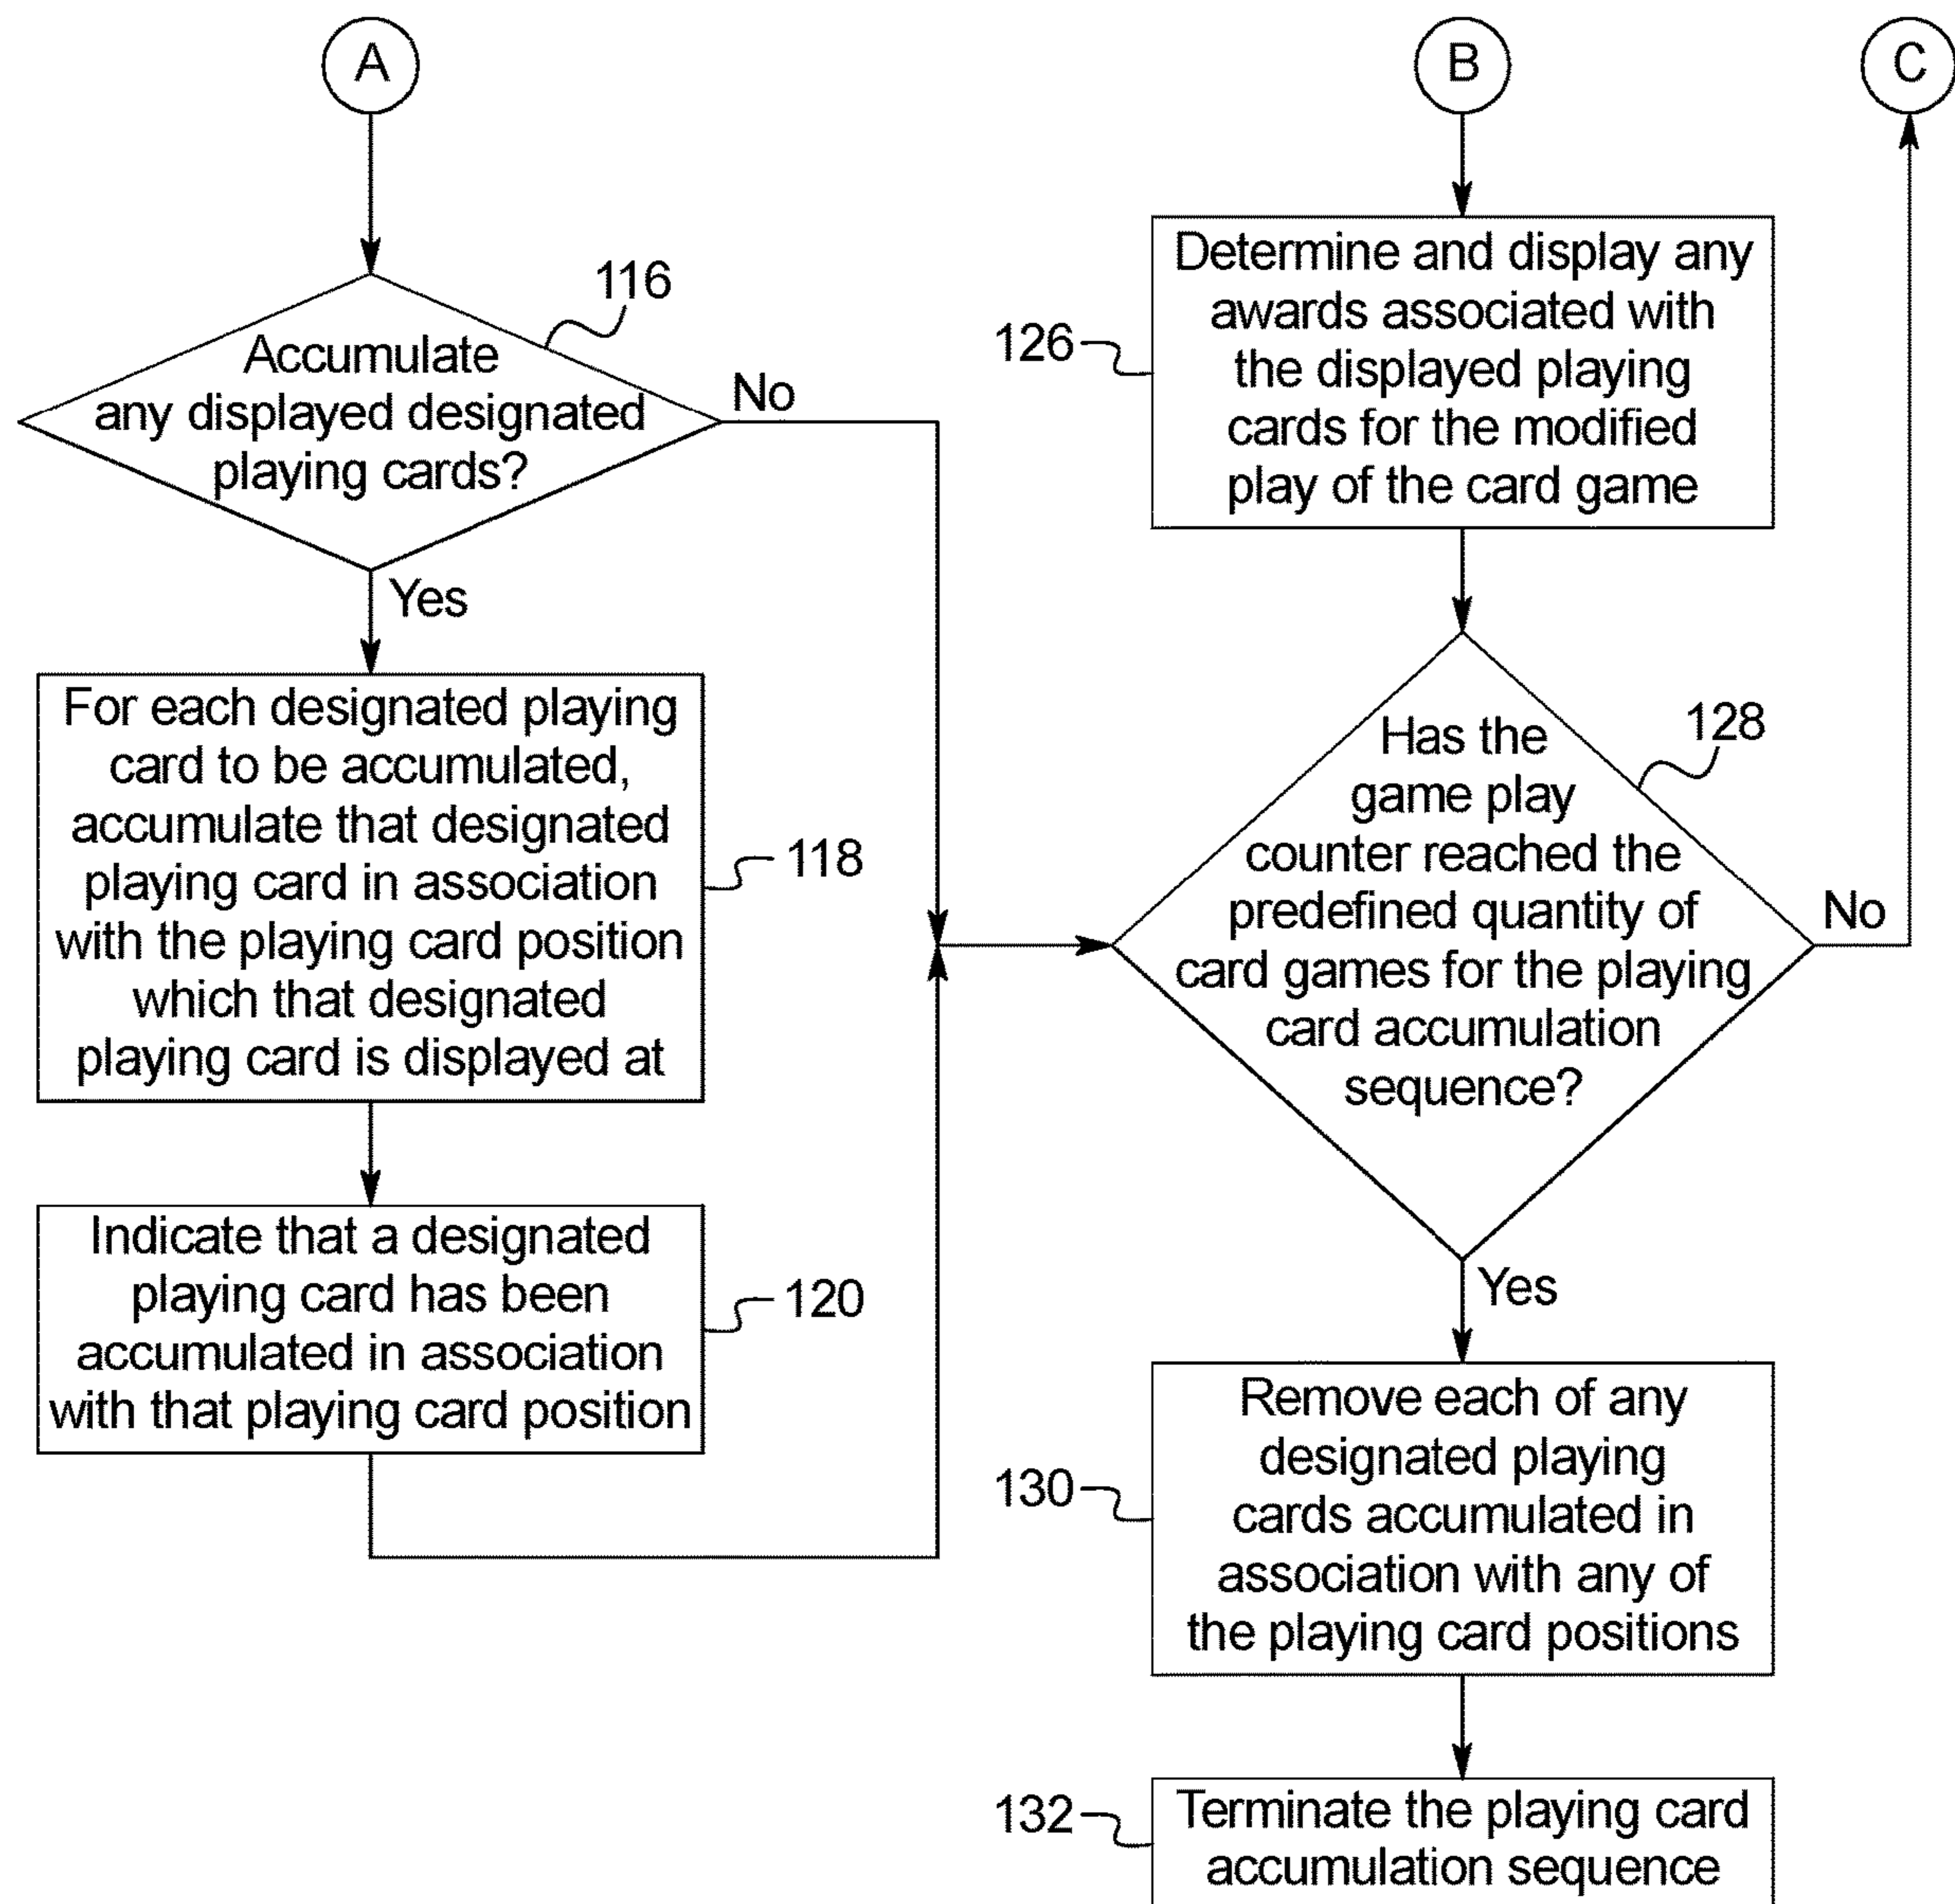 A
B
C
116
Accumulate
any displayed designated
playing cards?
No
Yes
For each designated playing
card to be accumulated,
accumulate that designated
playing card in association
with the playing card position
which that designated
playing card is displayed at
118
Indicate that a designated
playing card has been
accumulated in association
with that playing card position
120
Determine and display any
awards associated with
the displayed playing
cards for the modified
play of the card game
126
Has the
game play
counter reached the
predefined quantity of
card games for the playing
card accumulation
sequence?
128
No
Yes
Remove each of any
designated playing
cards accumulated in
association with any of
the playing card positions
130
Terminate the playing card
accumulation sequence
132